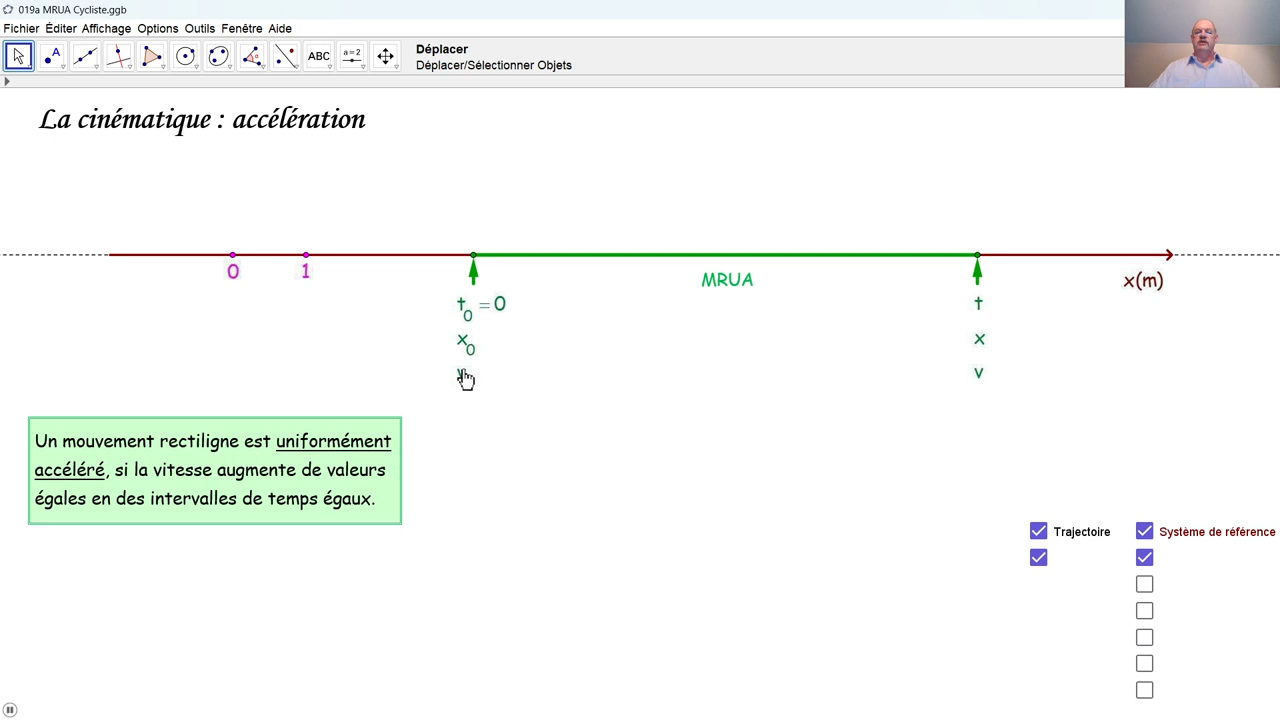 019a MRUA Cycliste.ggb
Fichier Éditer Affichage Options Outils Fenêtre Aide
A ABC a=2
Déplacer
Déplacer/Sélectionner Objets
La cinématique : accélération
0 1 MRUA x(m)
t0 = 0 t
x0 x
v
Un mouvement rectiligne est uniformément
accéléré, si la vitesse augmente de valeurs
égales en des intervalles de temps égaux.
Trajectoire Système de référence